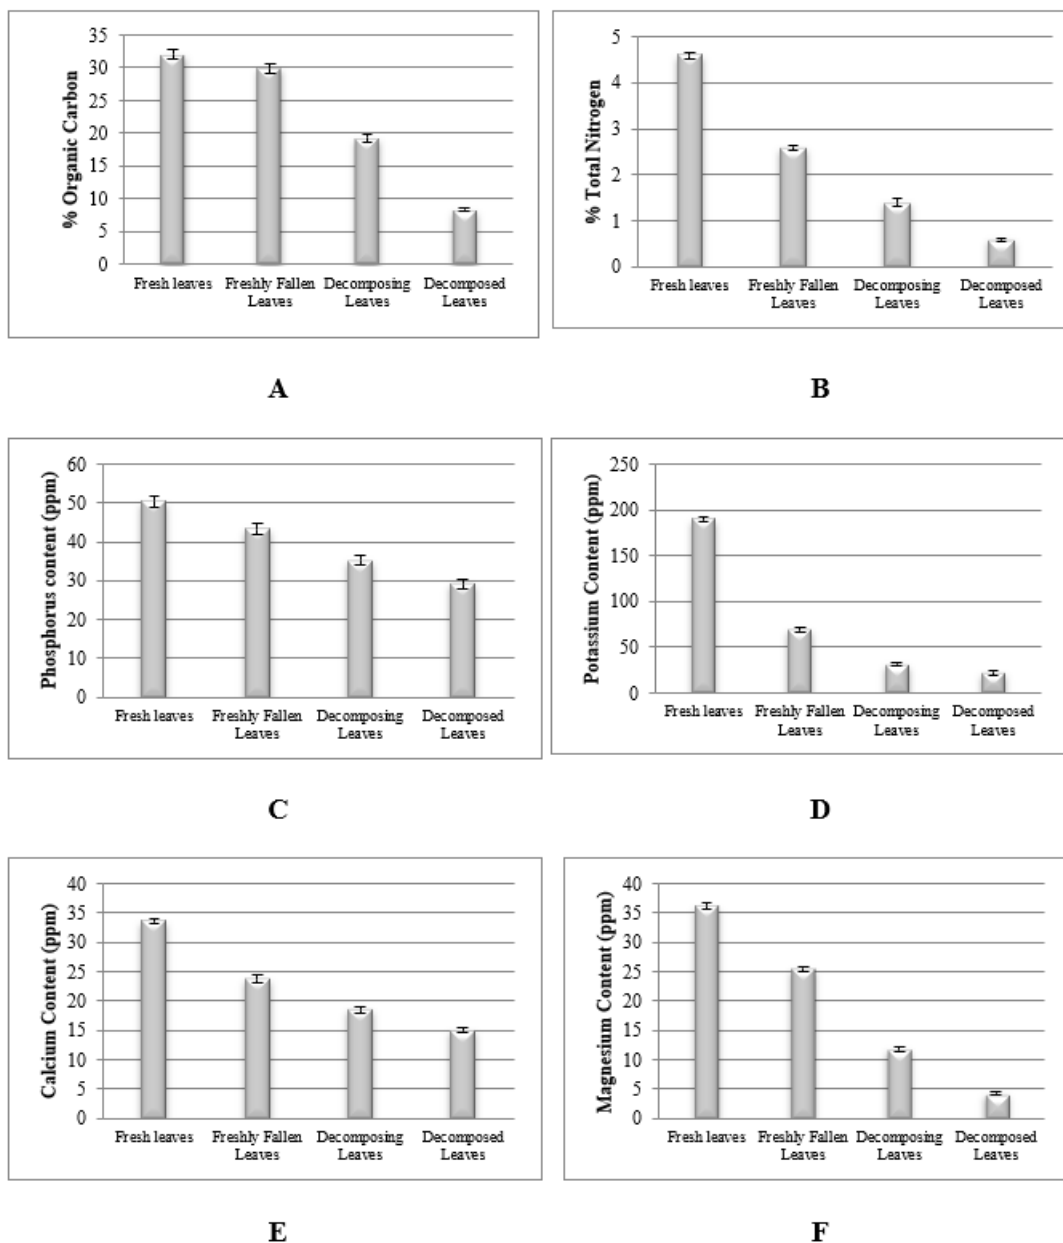 % Organic Carbon
35
30
25
20
15
10
5
0
Fresh leaves
Freshly Fallen
Leaves
Decomposing
Leaves
Decomposed
Leaves
A
% Total Nitrogen
5
4
3
2
1
0
Fresh leaves
Freshly Fallen
Leaves
Decomposing
Leaves
Decomposed
Leaves
B
Phosphorus content (ppm)
60
50
40
30
20
10
0
Fresh leaves
Freshly Fallen
Leaves
Decomposing
Leaves
Decomposed
Leaves
C
Potassium Content (ppm)
250
200
150
100
50
0
Fresh leaves
Freshly Fallen
Leaves
Decomposing
Leaves
Decomposed
Leaves
D
Calcium Content (ppm)
40
35
30
25
20
15
10
5
0
Fresh leaves
Freshly Fallen
Leaves
Decomposing
Leaves
Decomposed
Leaves
E
Magnesium Content (ppm)
40
35
30
25
20
15
10
5
0
Fresh leaves
Freshly Fallen
Leaves
Decomposing
Leaves
Decomposed
Leaves
F